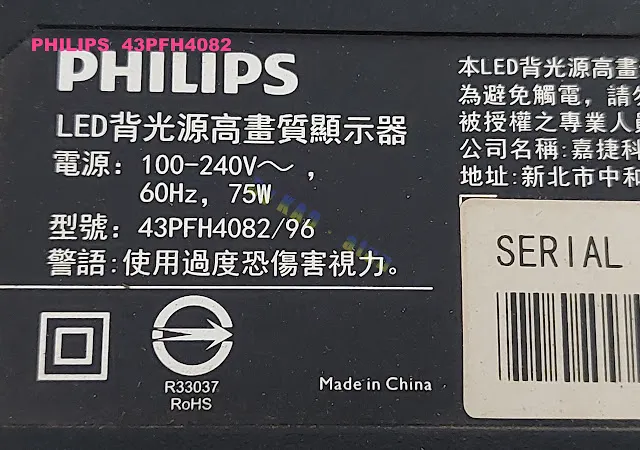 PHILIPS 43PFH4082
PHILIPS
LED背光源高畫質顯示器
電源：100-240V～，
60Hz，75W
型號：43PFH4082/96
警語:使用過度恐傷害視力。
R33037
RoHS
Made in China
本LED背光源高畫
為避免觸電，請勿
被授權之專業人員
公司名稱:嘉捷科
地址:新北市中和
SERIAL